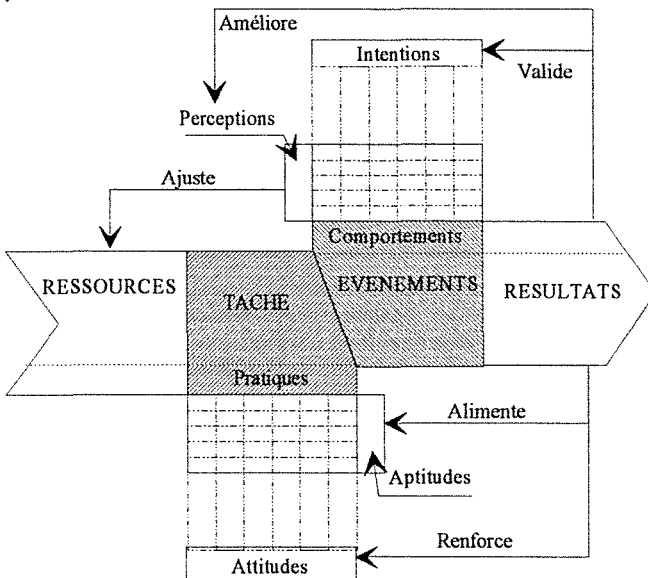 Améliore
Intentions
Valide
Perceptions
Ajuste
Comportements
RESSOURCES
TACHE
EVENEMENTS
RESULTATS
Pratiques
Alimente
Aptitudes
Renforce
Attitudes